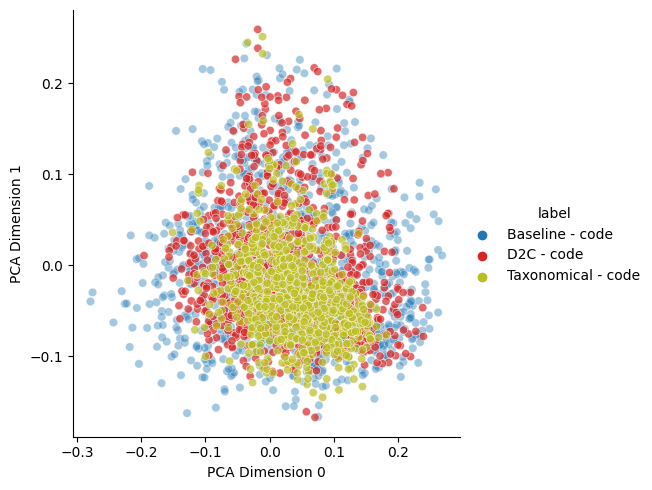 0.2
0.1
0.0
−0.1
PCA Dimension 1
−0.3
−0.2
−0.1
0.0
0.1
0.2
PCA Dimension 0
label
Baseline - code
D2C - code
Taxonomical - code